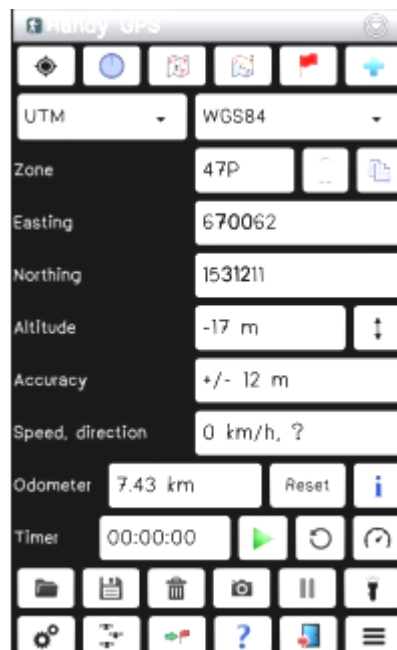 Handy GPS
UTM WGS84
Zone 47P
Easting 670062
Northing 1531211
Altitude -17 m
Accuracy +/- 12 m
Speed, direction 0 km/h, ?
Odometer 7.43 km Reset i
Timer 00:00:00
?